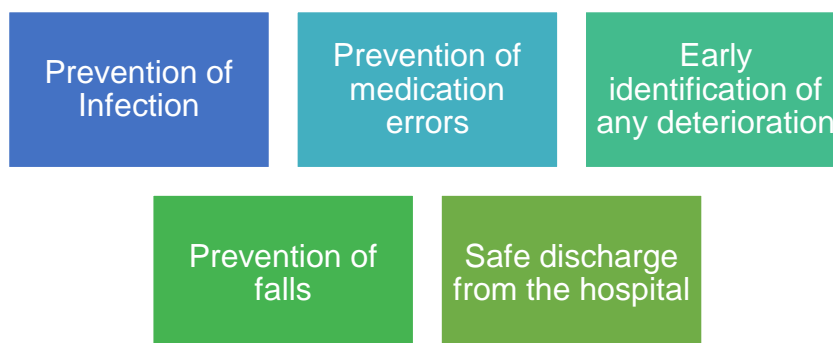 Prevention of
Infection
Prevention of
medication
errors
Early
identification of
any deterioration
Prevention of
falls
Safe discharge
from the hospital